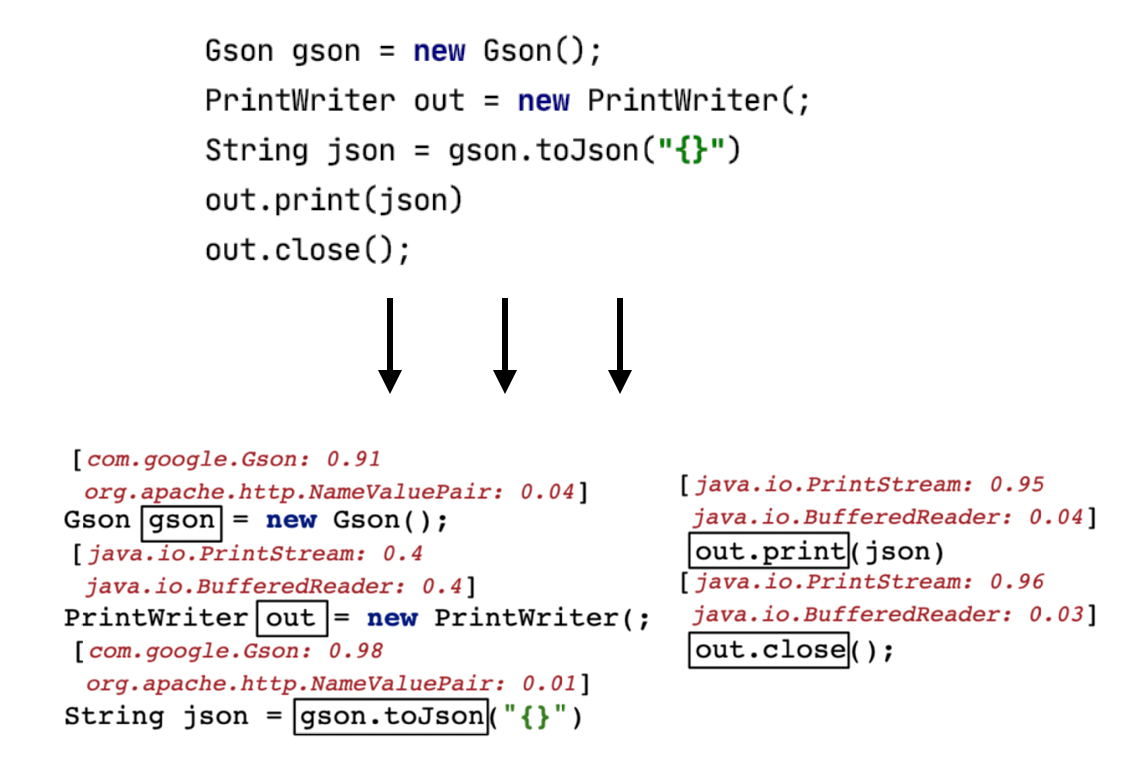 Gson gson = new Gson();
PrintWriter out = new PrintWriter(;
String json = gson.toJson("{}")
out.print(json)
out.close();
[com.google.Gson: 0.91
org.apache.http.NameValuePair: 0.04]
Gson gson = new Gson();
[java.io.PrintStream: 0.4
java.io.BufferedReader: 0.4]
PrintWriter out = new PrintWriter(;
[com.google.Gson: 0.98
org.apache.http.NameValuePair: 0.01]
String json = gson.toJson("{}")
[java.io.PrintStream: 0.95
java.io.BufferedReader: 0.04]
out.print(json)
[java.io.PrintStream: 0.96
java.io.BufferedReader: 0.03]
out.close();